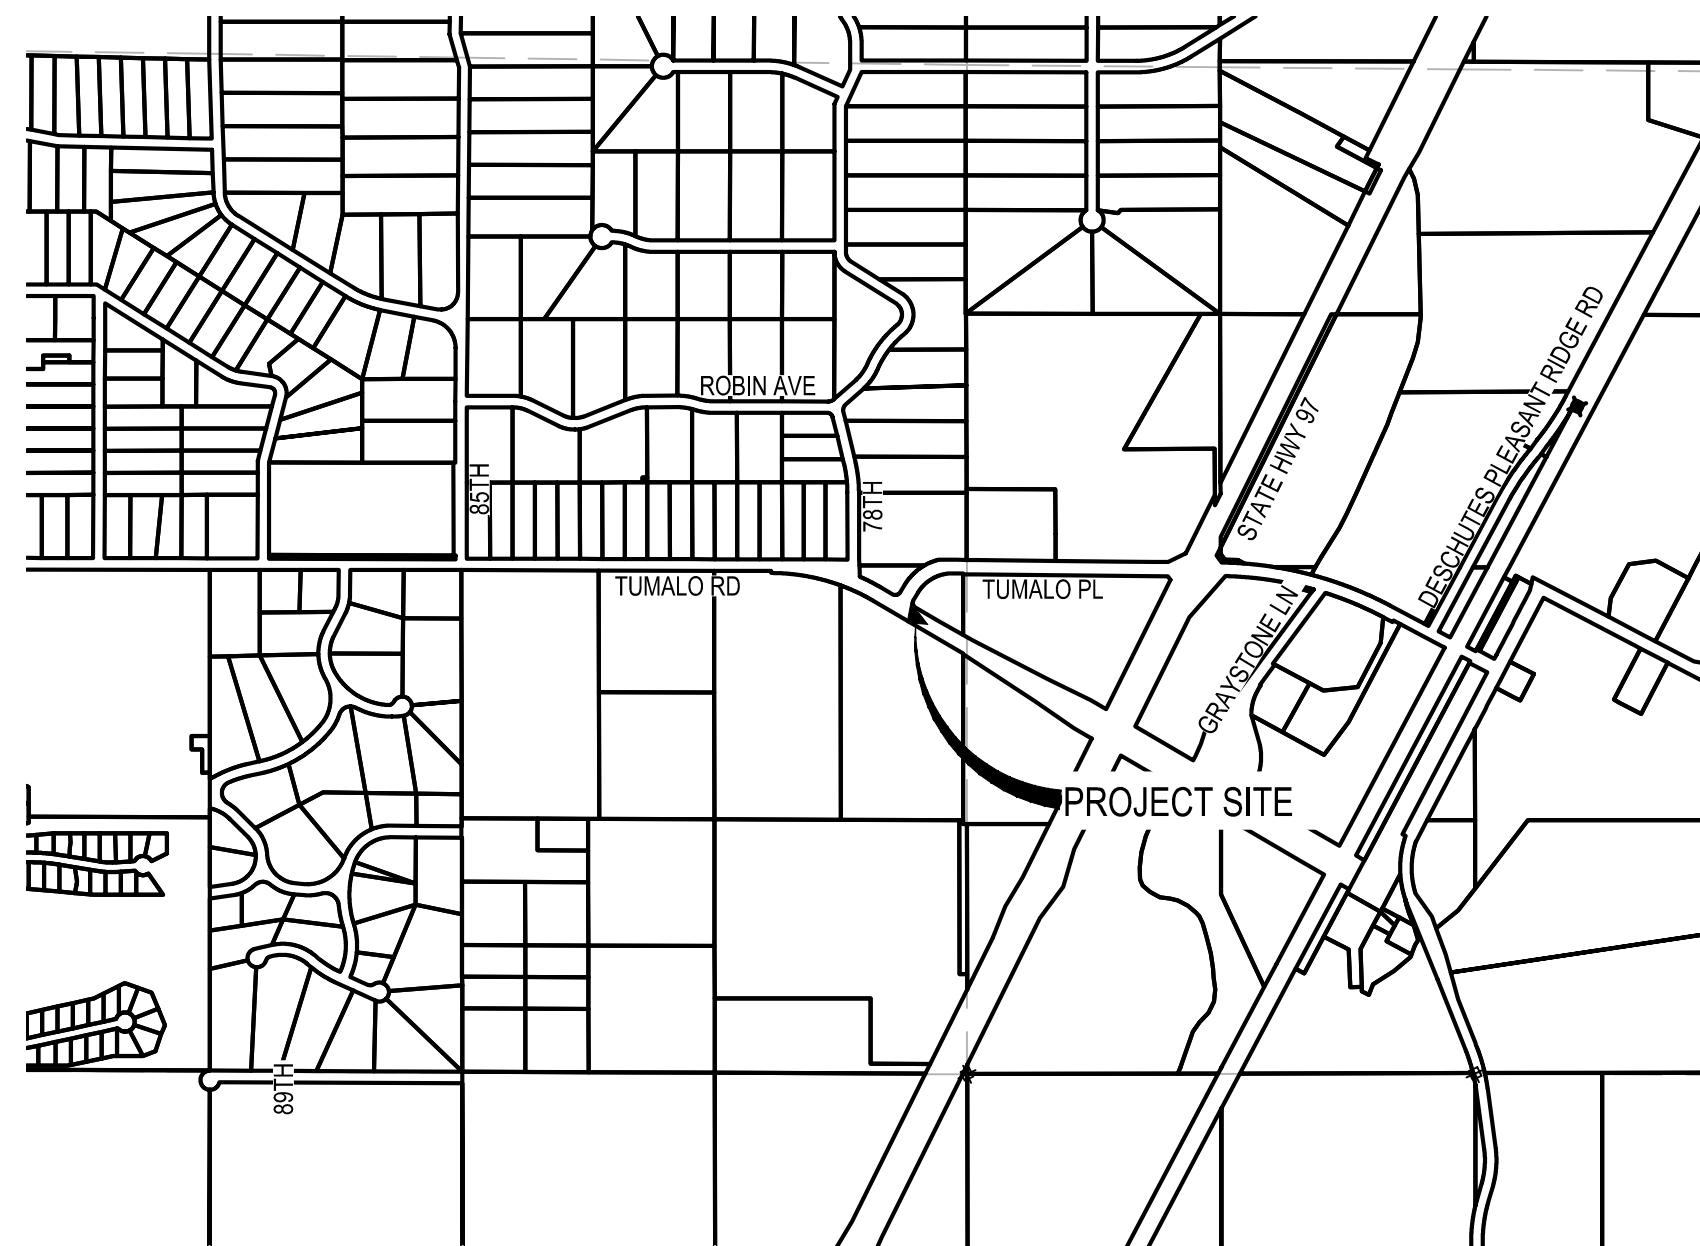 ROBIN AVE
STATE HWY 97
DESCHUTES PLEASANT RIDGE RD
85TH
78TH
TUMALO RD
TUMALO PL
GRAYSTONE LN
PROJECT SITE
89TH